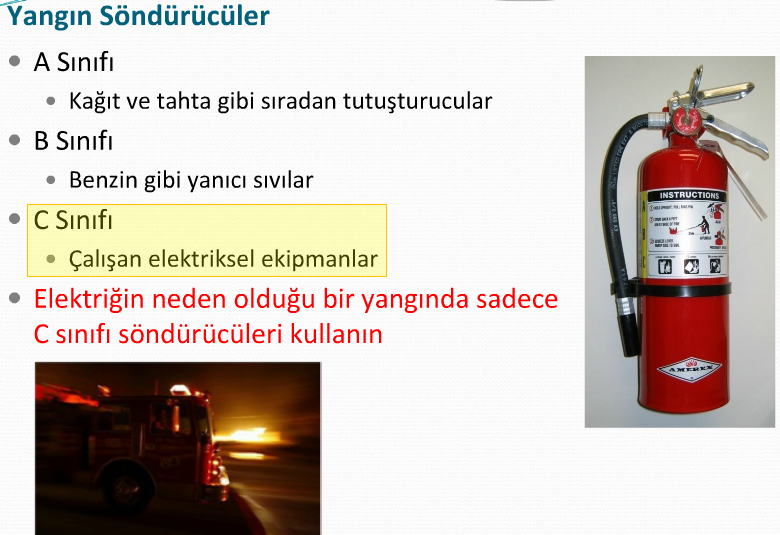 Yangın Söndürücüler
A Sınıfı
Kağıt ve tahta gibi sıradan tutuşturucular
B Sınıfı
Benzin gibi yanıcı sıvılar
C Sınıfı
Çalışan elektriksel ekipmanlar
Elektriğin neden olduğu bir yangında sadece
C sınıfı söndürücüleri kullanın
INSTRUCTIONS
AMEREX